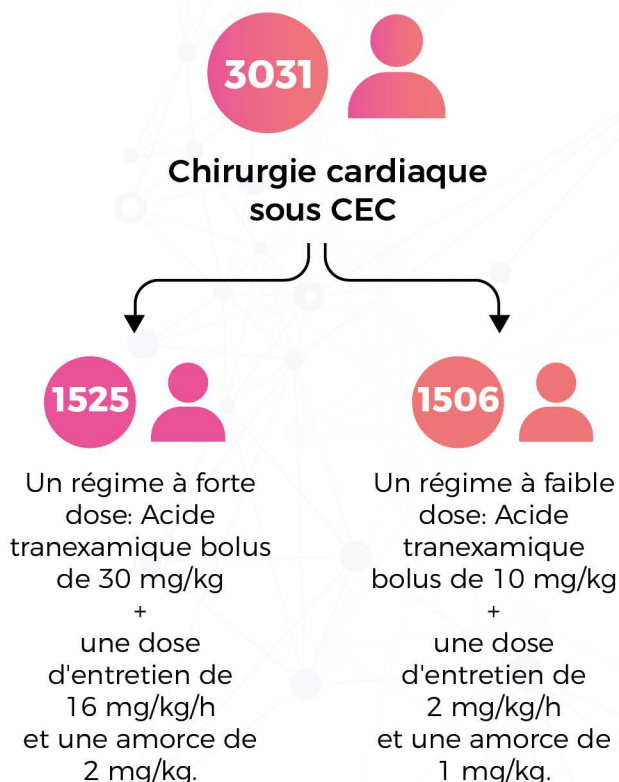 3031
Chirurgie cardiaque
sous CEC
1525
Un régime à forte
dose: Acide
tranexamique bolus
de 30 mg/kg
+
une dose
d'entretien de
16 mg/kg/h
et une amorce de
2 mg/kg.
1506
Un régime à faible
dose: Acide
tranexamique
bolus de 10 mg/kg
+
une dose
d'entretien de
2 mg/kg/h
et une amorce de
1 mg/kg.